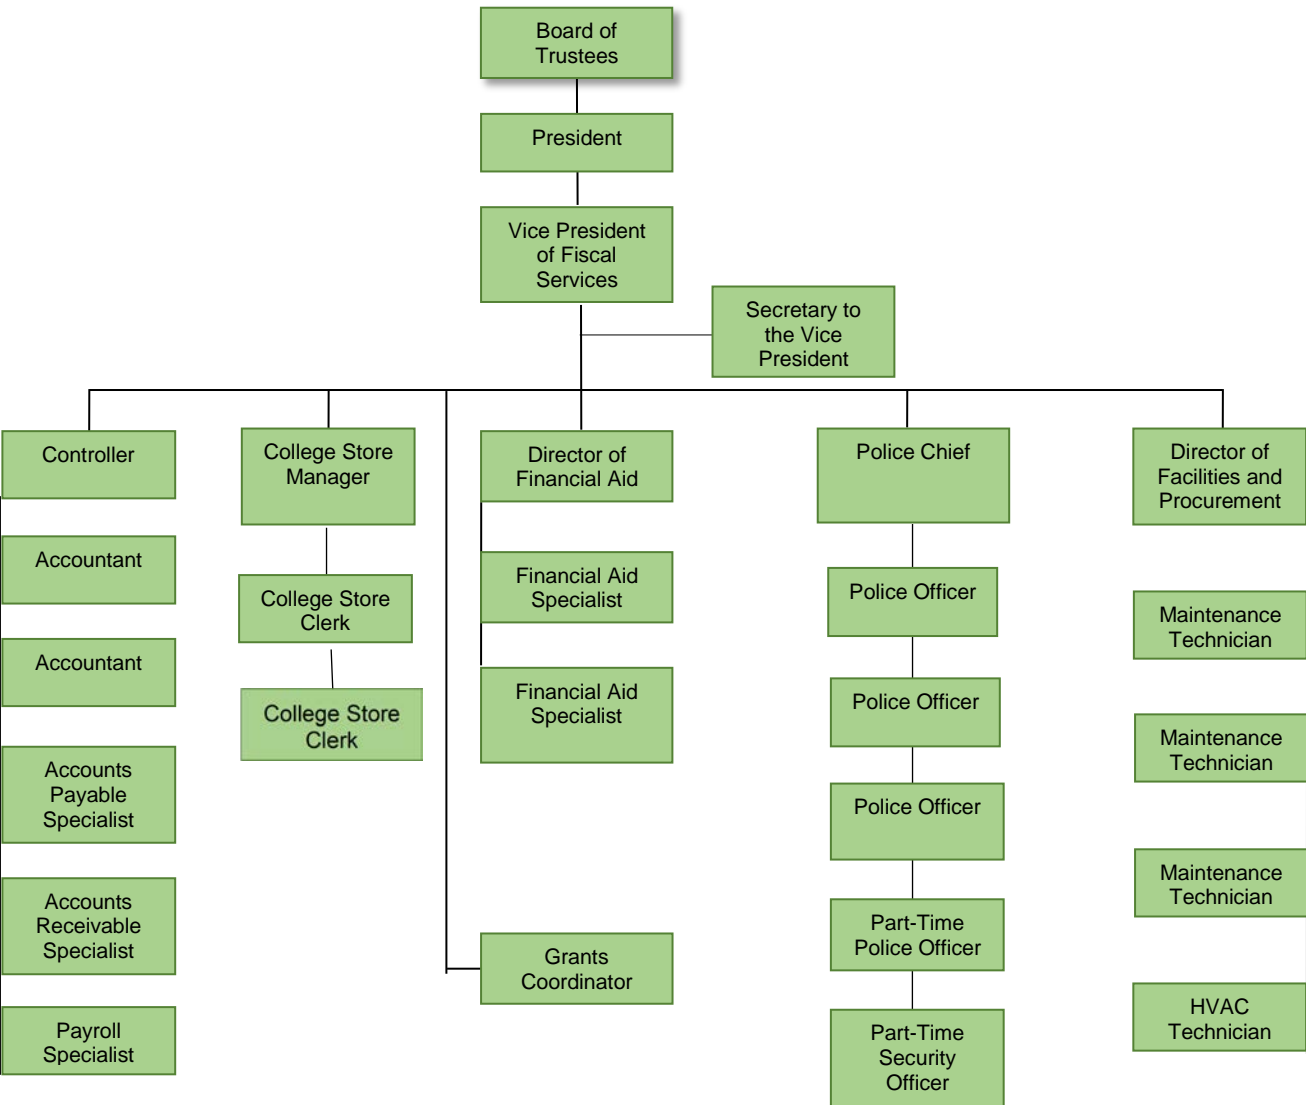 Board of
Trustees
President
Vice President
of Fiscal
Services
Secretary to
the Vice
President
Controller
Accountant
Accountant
Accounts
Payable
Specialist
Accounts
Receivable
Specialist
Payroll
Specialist
College Store
Manager
College Store
Clerk
College Store
Clerk
Director of
Financial Aid
Financial Aid
Specialist
Financial Aid
Specialist
Grants
Coordinator
Police Chief
Police Officer
Police Officer
Police Officer
Part-Time
Police Officer
Part-Time
Security
Officer
Director of
Facilities and
Procurement
Maintenance
Technician
Maintenance
Technician
Maintenance
Technician
HVAC
Technician